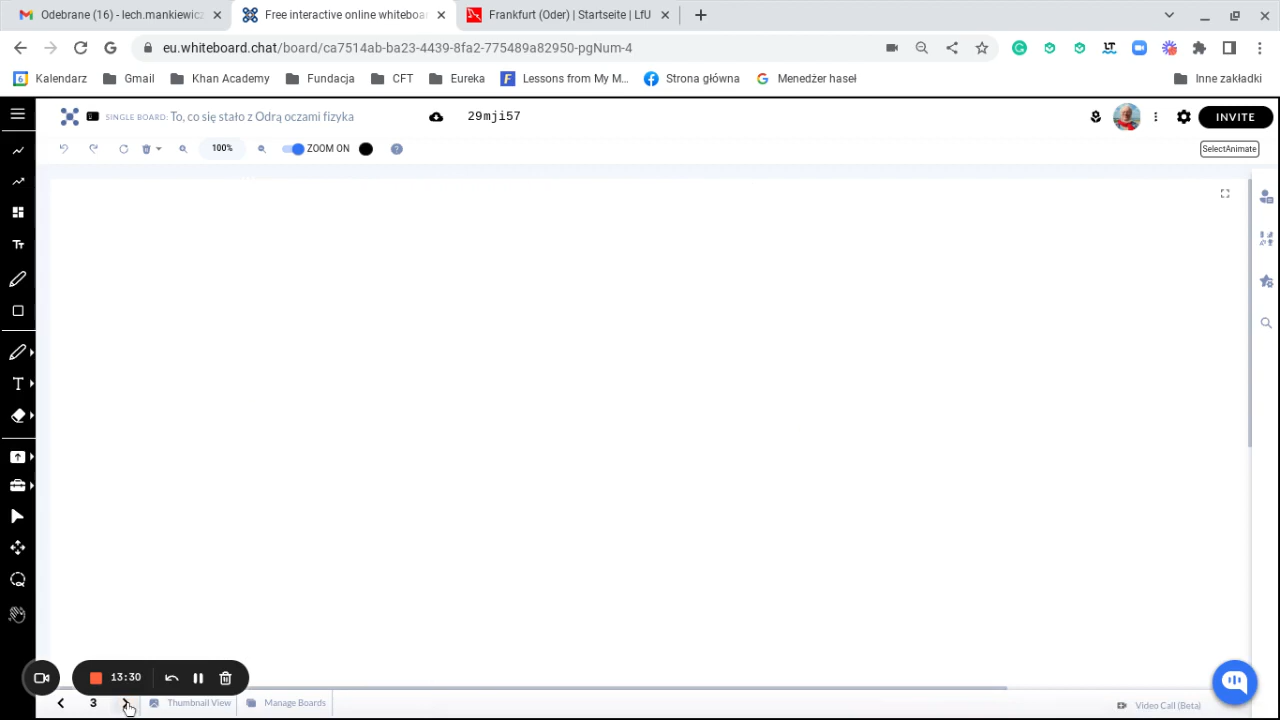 Odebrane (16) - lech.mankiewicz
Free interactive online whiteboa
Frankfurt (Oder) | Startseite | LfU
eu.whiteboard.chat/board/ca7514ab-ba23-4439-8fa2-775489a82950-pgNum-4
Kalendarz
Gmail
Khan Academy
Fundacja
CFT
Eureka
Lessons from My M...
Strona główna
Menedżer haseł
Inne zakładki
SINGLE BOARD: To, co się stało z Odrą oczami fizyka
29mji57
INVITE
100%
ZOOM ON
SelectAnimate
13:30
3
Thumbnail View
Manage Boards
Video Call (Beta)